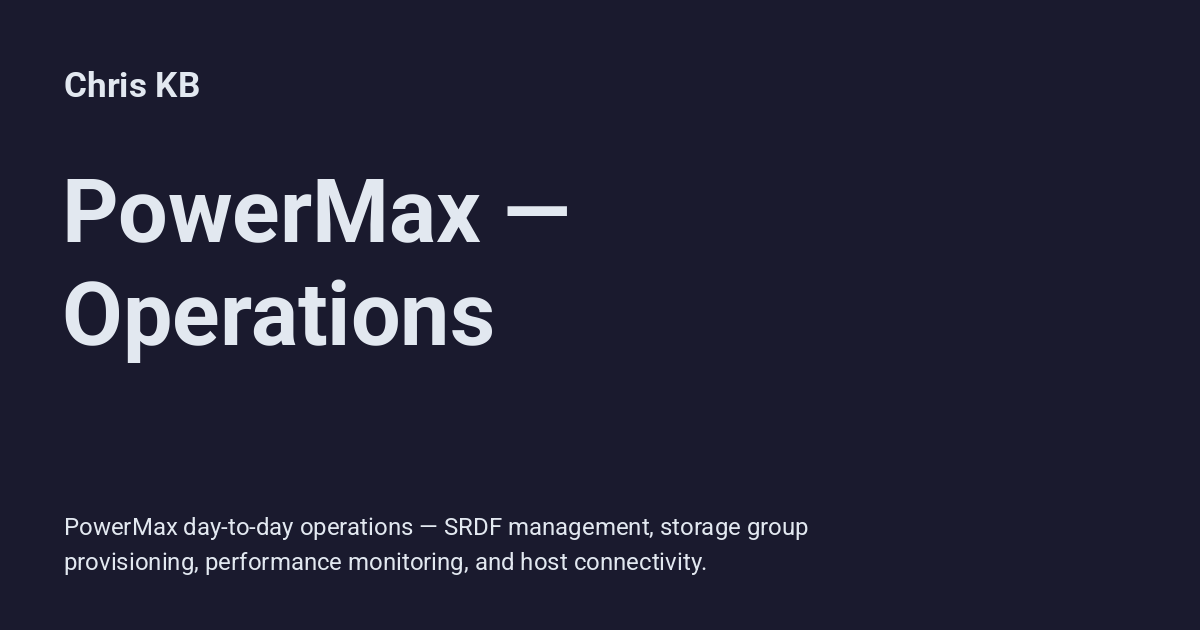 Chris KB
PowerMax —
Operations
PowerMax day-to-day operations — SRDF management, storage group
provisioning, performance monitoring, and host connectivity.